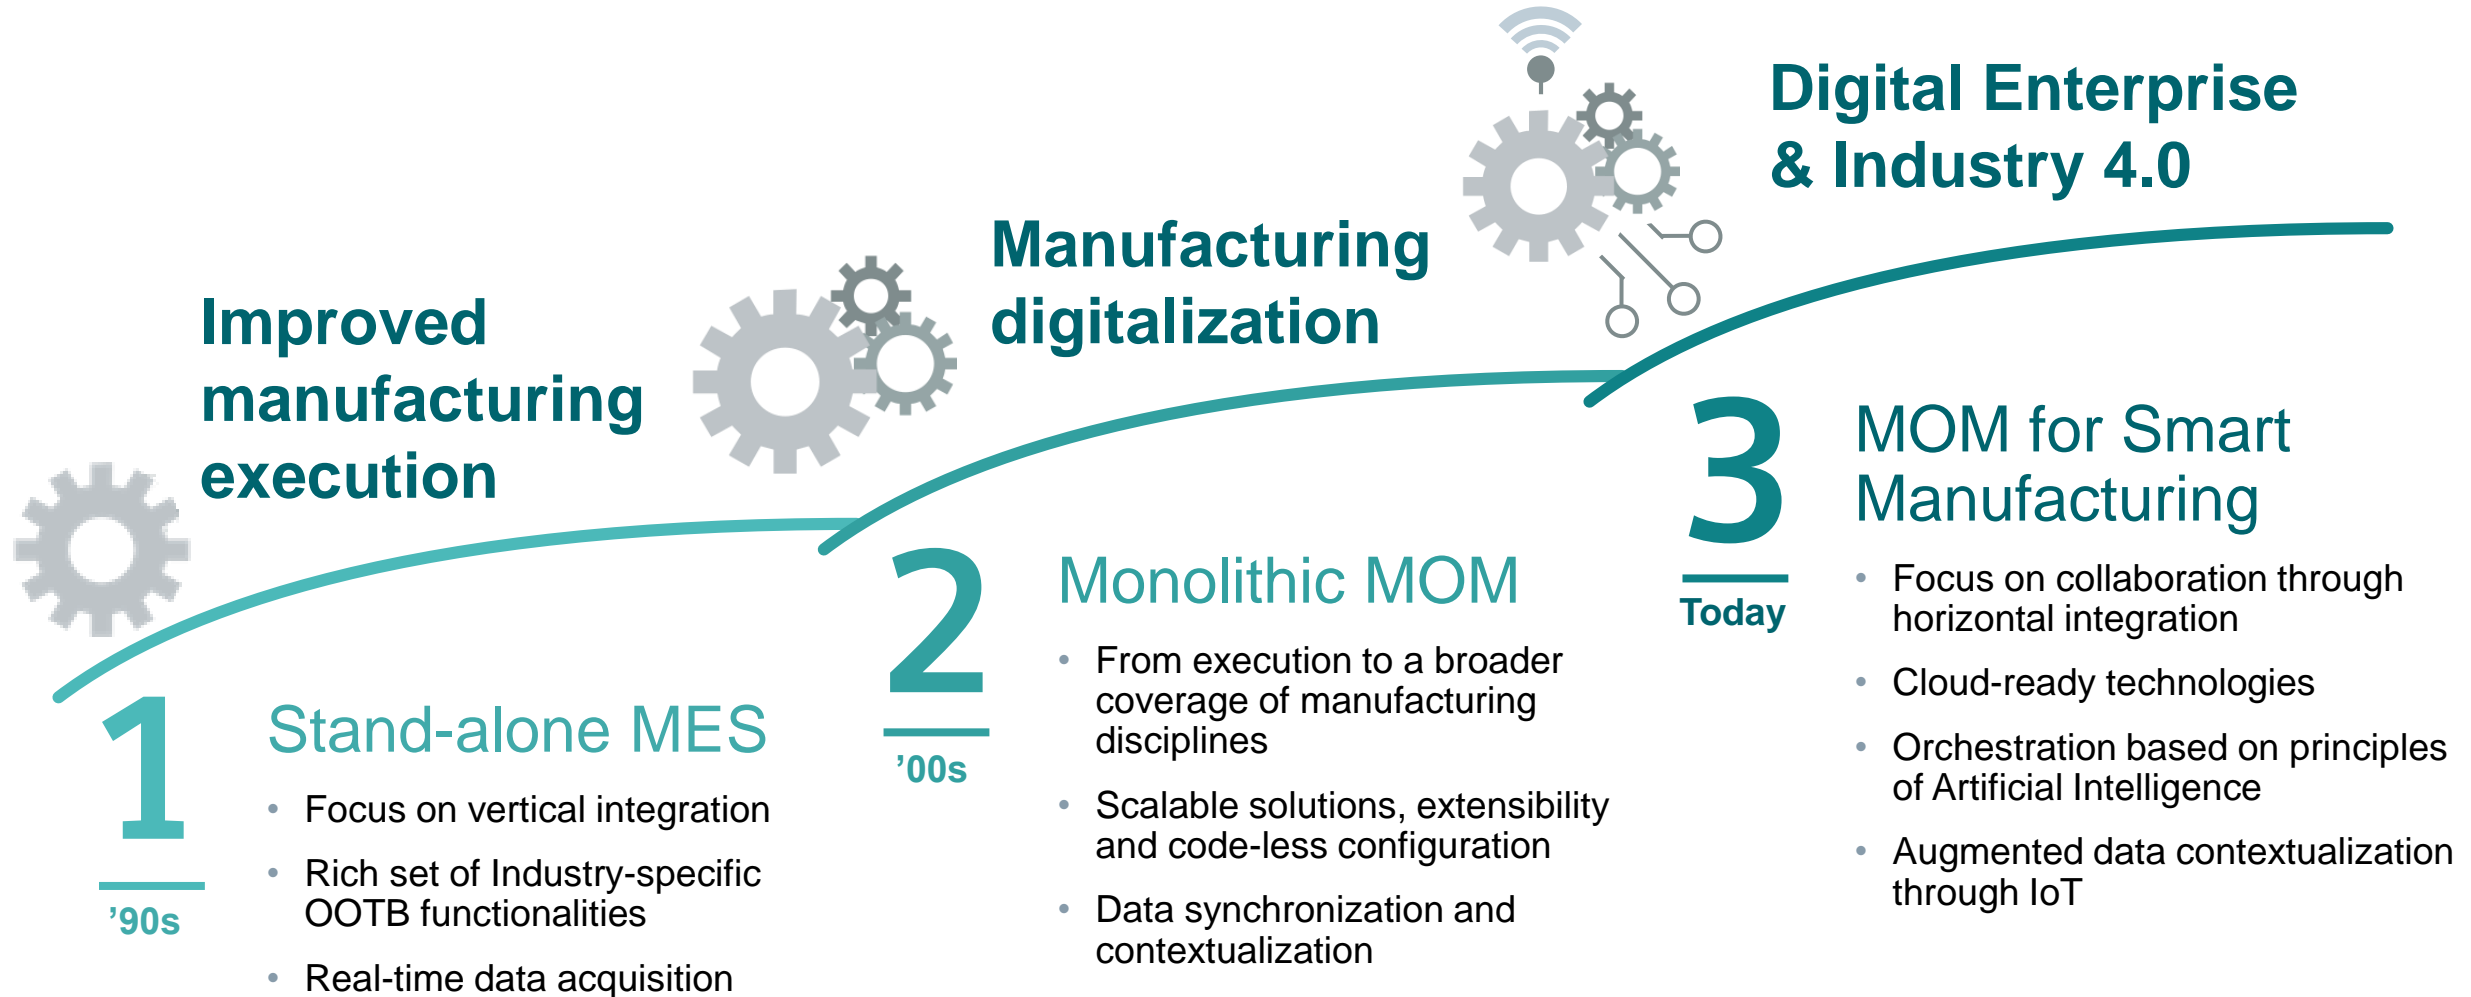 Improved
manufacturing
execution
1
’90s
Stand-alone MES
• Focus on vertical integration
• Rich set of Industry-specific
OOTB functionalities
• Real-time data acquisition
Manufacturing
digitalization
2
’00s
Monolithic MOM
• From execution to a broader
coverage of manufacturing
disciplines
• Scalable solutions, extensibility
and code-less configuration
• Data synchronization and
contextualization
Digital Enterprise
& Industry 4.0
3
Today
MOM for Smart
Manufacturing
• Focus on collaboration through
horizontal integration
• Cloud-ready technologies
• Orchestration based on principles
of Artificial Intelligence
• Augmented data contextualization
through IoT